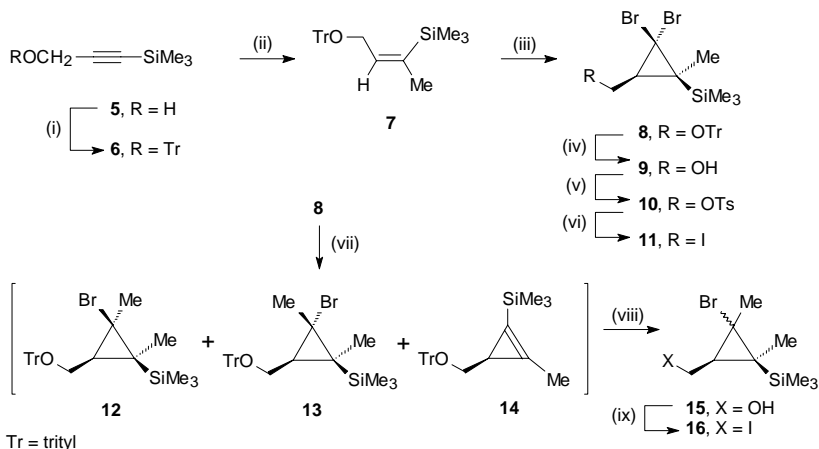 ROCH2 SiMe3
5, R = H
(i)
6, R = Tr
(ii)
TrO SiMe3
H Me
7
(iii)
Br Br
Me
R SiMe3
8, R = OTr
(iv)
9, R = OH
(v)
10, R = OTs
(vi)
11, R = I
8
(vii)
Br Me
Me
TrO SiMe3
12
+
Me Br
Me
TrO SiMe3
13
+
SiMe3
TrO Me
14
(viii)
Br Me
Me
X SiMe3
15, X = OH
(ix)
16, X = I
Tr = trityl